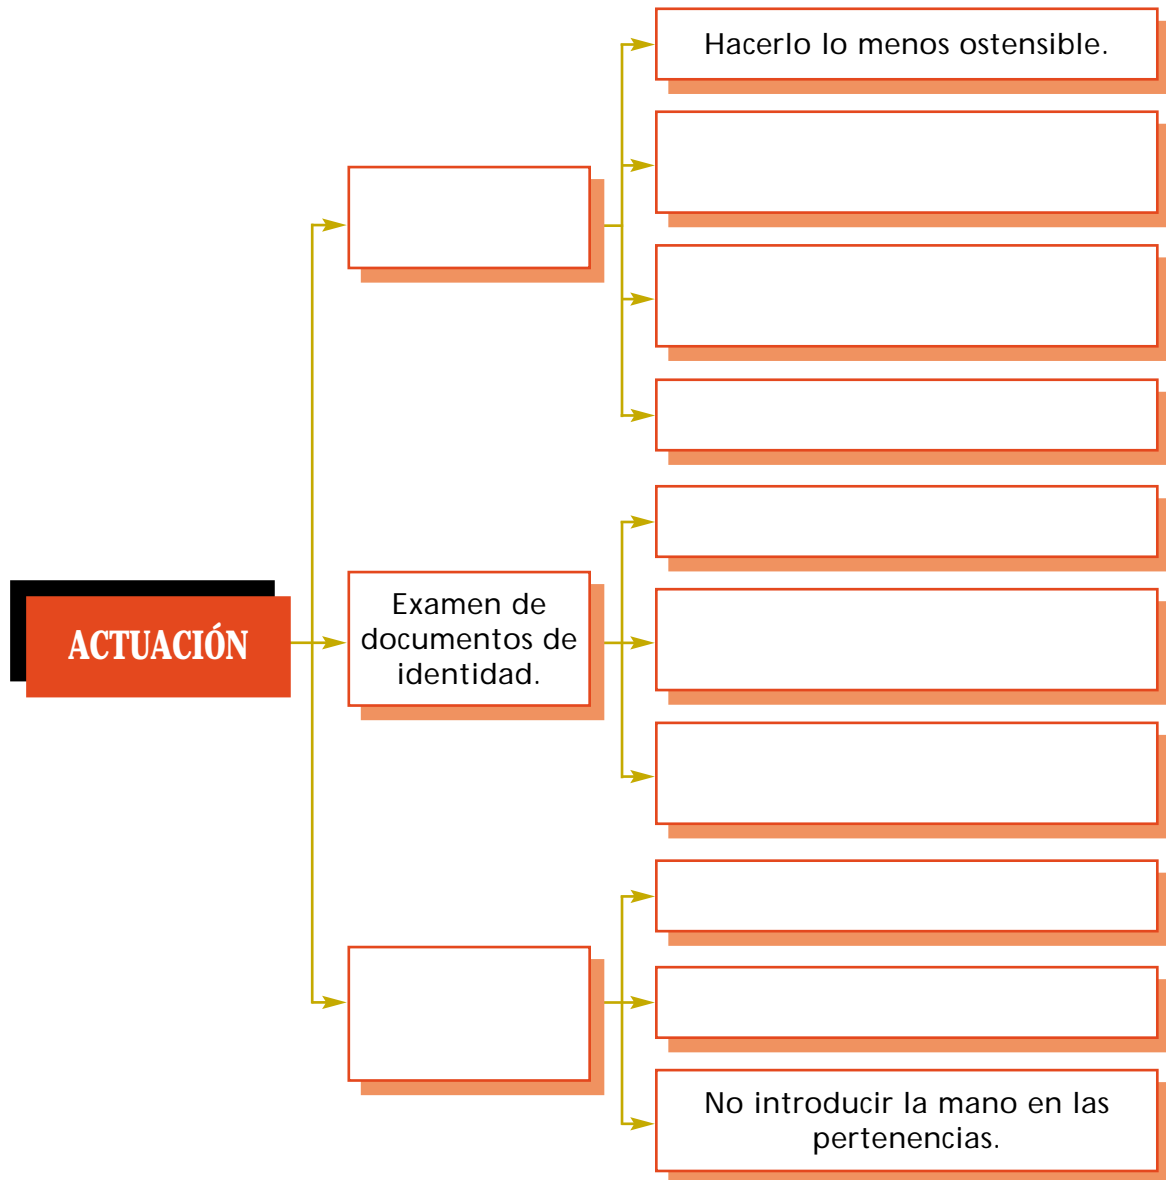 Hacerlo lo menos ostensible.
ACTUACIÓN
Examen de
documentos de
identidad.
No introducir la mano en las
pertenencias.